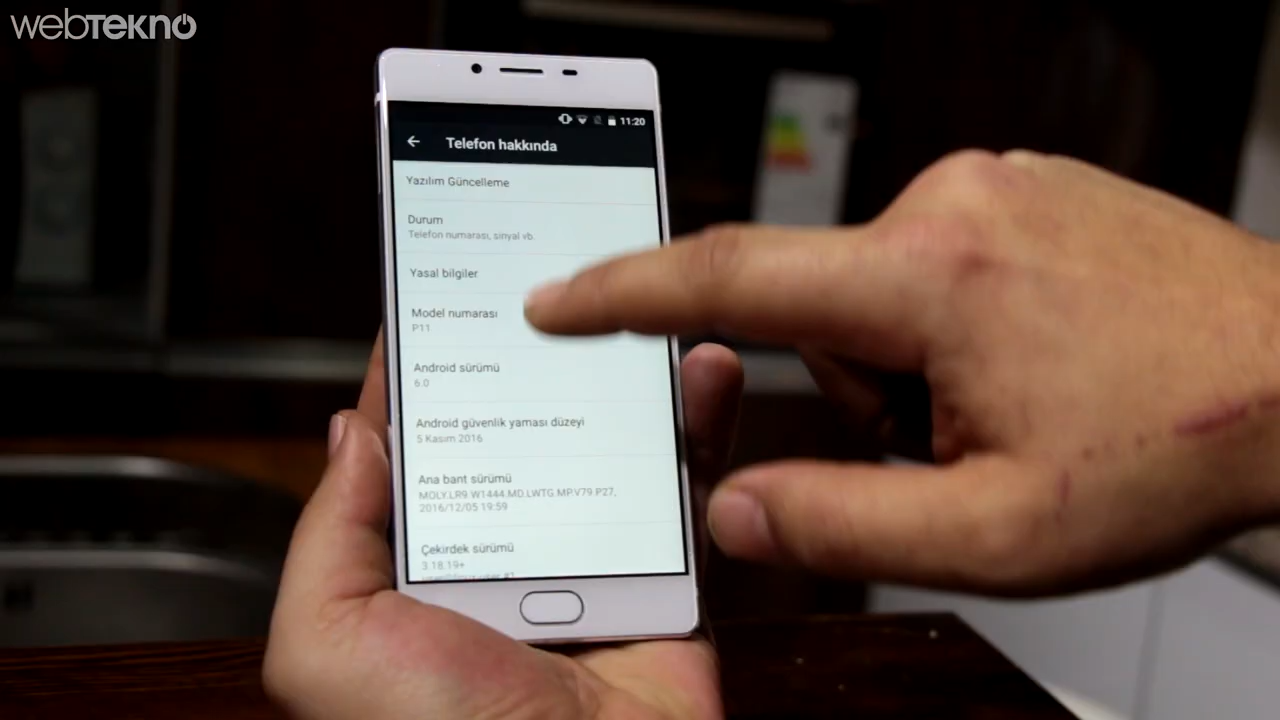 webtekno
11:20
Telefon hakkında
Yazılım Güncelleme
Durum
Telefon numarası, sinyal vb.
Yasal bilgiler
Model numarası
P11
Android sürümü
6.0
Android güvenlik yaması düzeyi
5 Kasım 2016
Ana bant sürümü
MOLY.LR9.W1444.MD.LWTG.MP.V79.P27,
2016/12/05 19:59
Çekirdek sürümü
3.18.19+